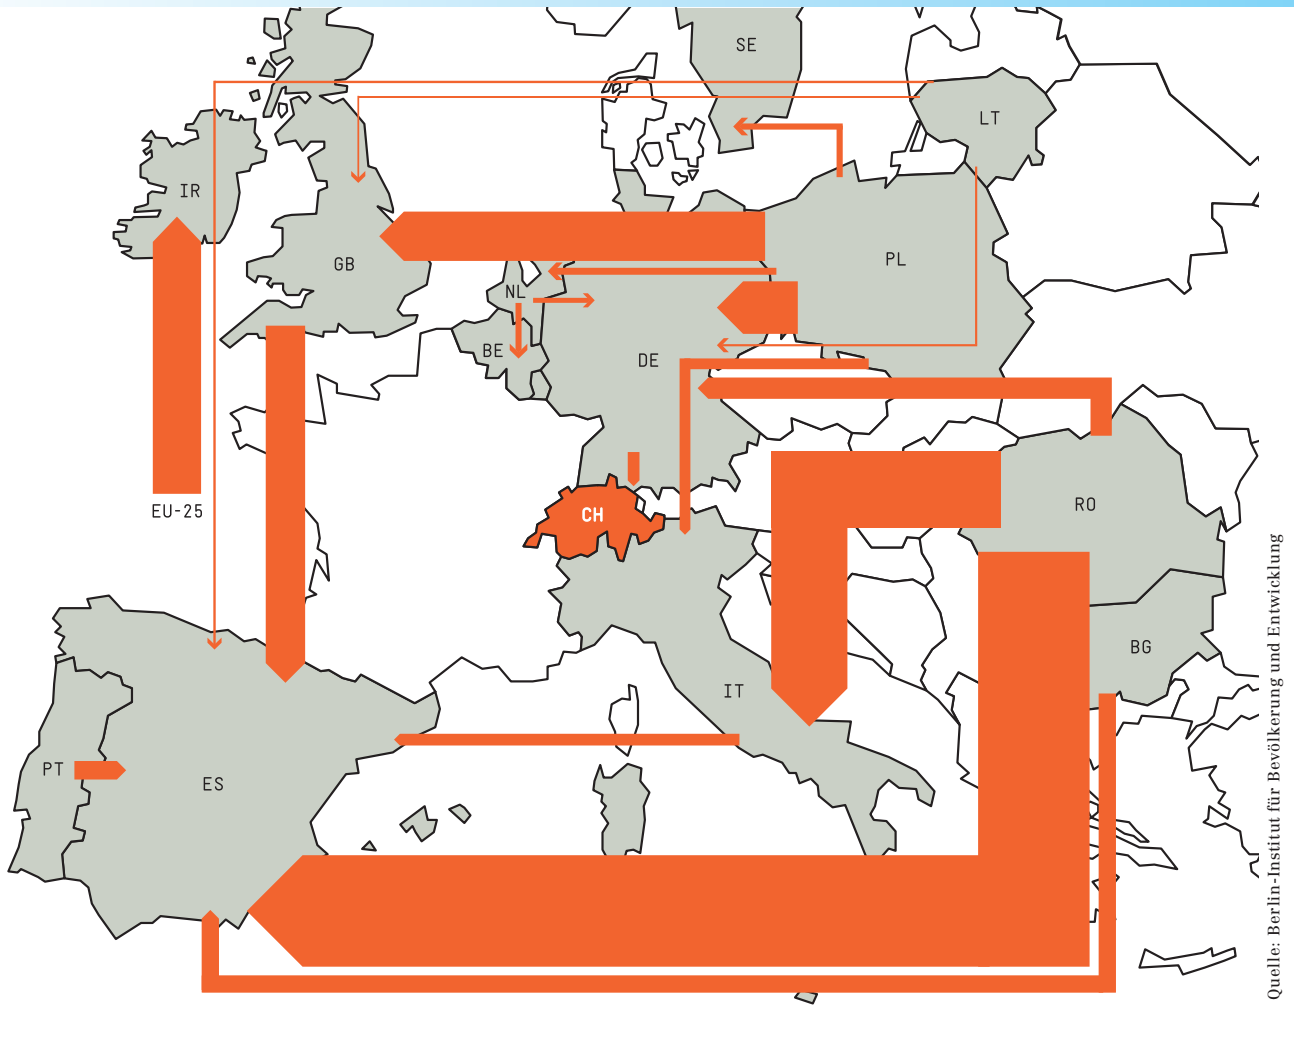 SE
LT
IR
PL
GB
NL
BE
DE
RO
EU-25
CH
BG
IT
PT
ES
Quelle: Berlin-Institut für Bevölkerung und Entwicklung